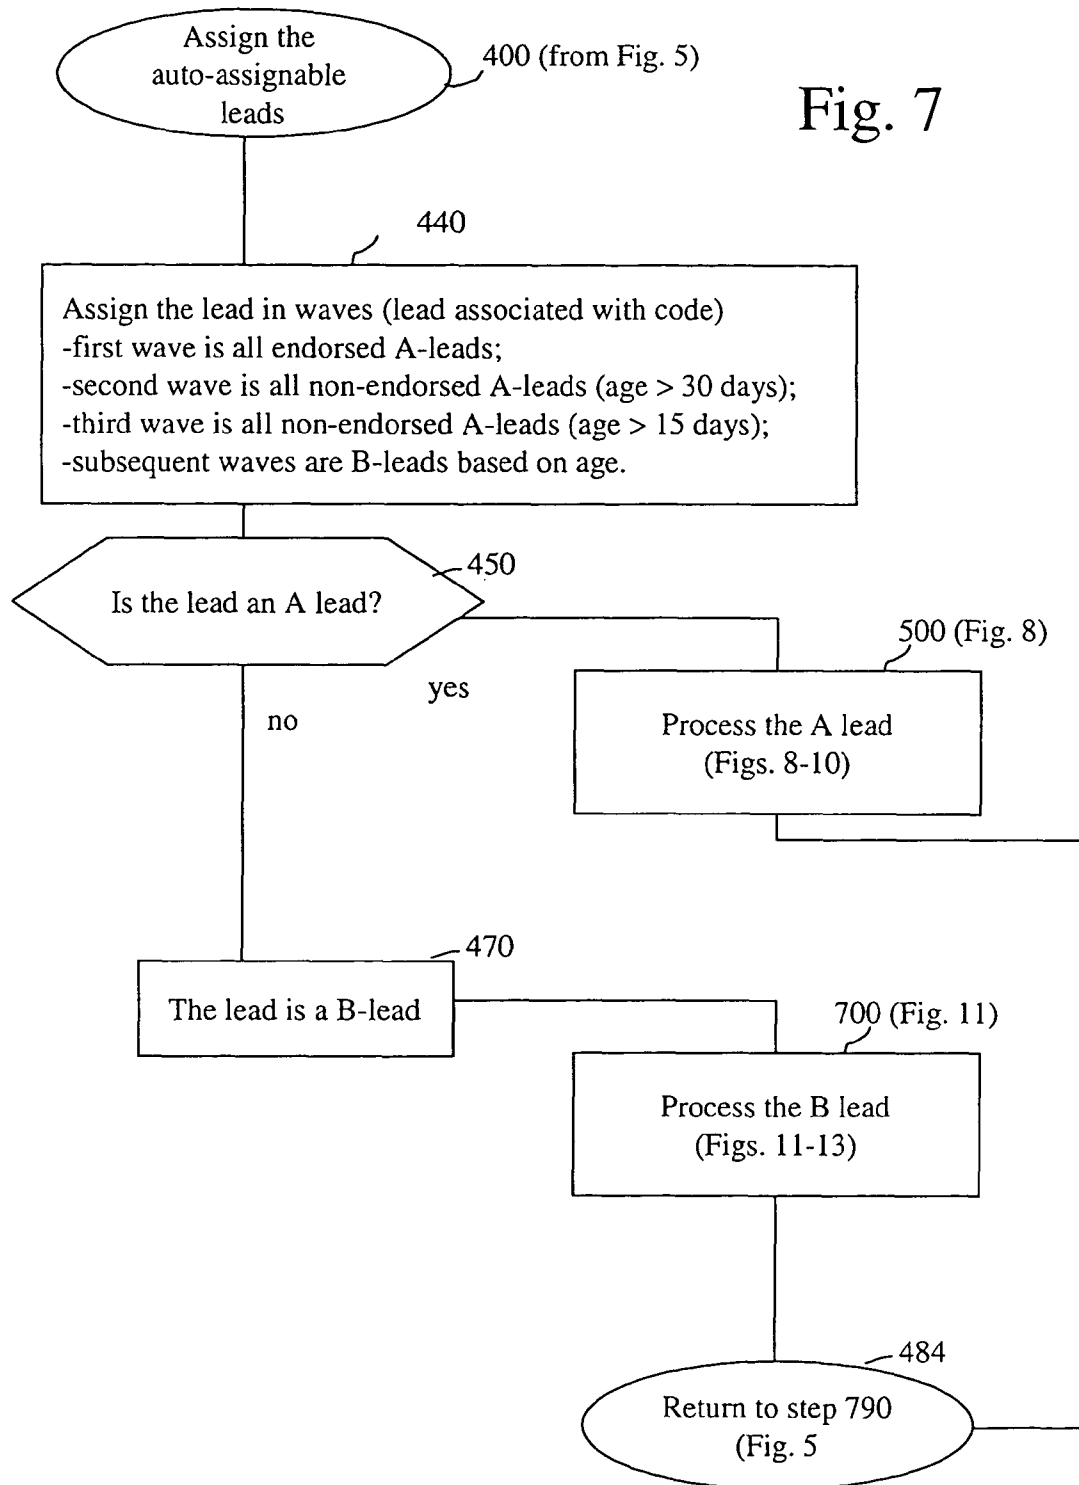 Assign the
auto-assignable
leads
400 (from Fig. 5)
Fig. 7
440
Assign the lead in waves (lead associated with code)
-first wave is all endorsed A-leads;
-second wave is all non-endorsed A-leads (age > 30 days);
-third wave is all non-endorsed A-leads (age > 15 days);
-subsequent waves are B-leads based on age.
450
Is the lead an A lead?
500 (Fig. 8)
yes
no
Process the A lead
(Figs. 8-10)
470
The lead is a B-lead
700 (Fig. 11)
Process the B lead
(Figs. 11-13)
484
Return to step 790
(Fig. 5